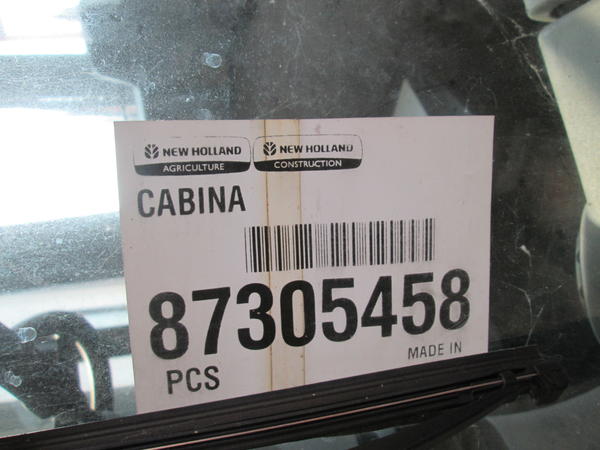 NEW HOLLAND NEW HOLLAND
AGRICULTURE CONSTRUCTION
CABINA
87305458
PCS MADE IN